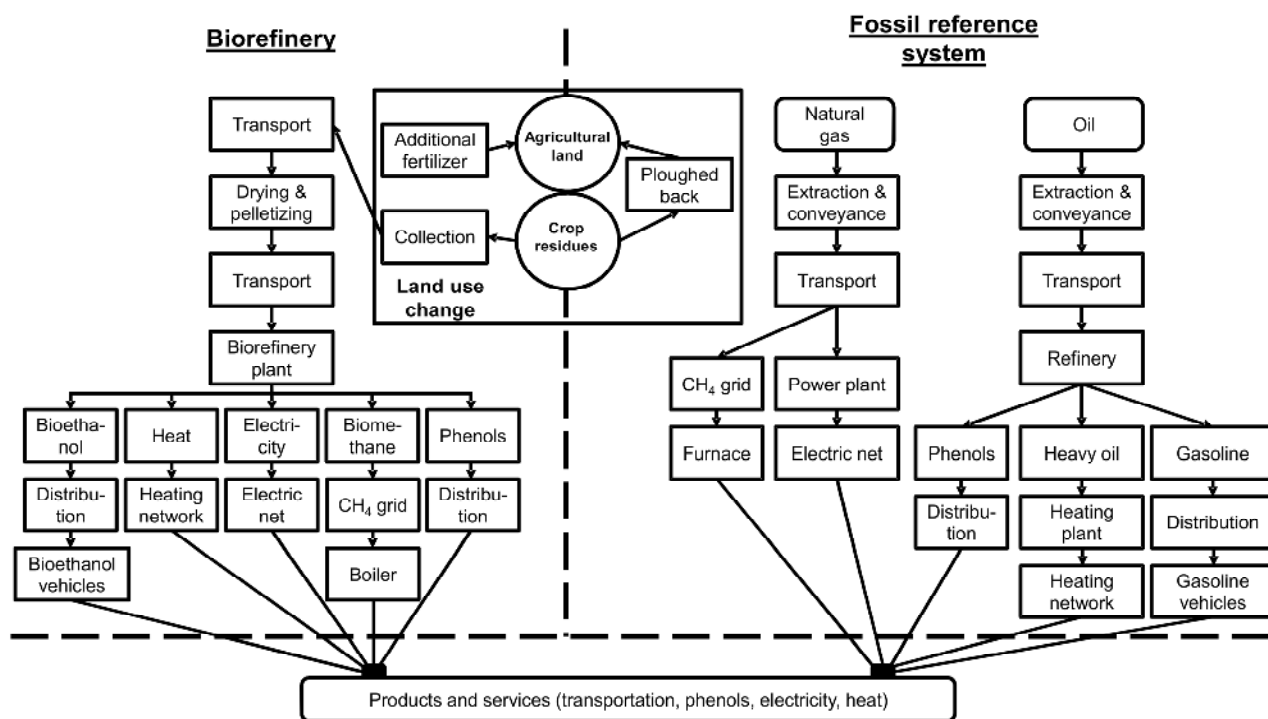 Biorefinery
Fossil reference
system
Transport
Drying &
pelletizing
Transport
Biorefinery
plant
Bioetha-
nol
Heat
Electri-
city
Biome-
thane
Phenols
Distribu-
tion
Heating
network
Electric
net
CH₄ grid
Distribu-
tion
Bioethanol
vehicles
Boiler
Additional
fertilizer
Agricultural
land
Ploughed
back
Collection
Crop
residues
Land use
change
Natural
gas
Oil
Extraction &
conveyance
Extraction &
conveyance
Transport
Transport
CH₄ grid
Power plant
Refinery
Furnace
Electric net
Phenols
Heavy oil
Gasoline
Distribu-
tion
Heating
plant
Distribution
Heating
network
Gasoline
vehicles
Products and services (transportation, phenols, electricity, heat)